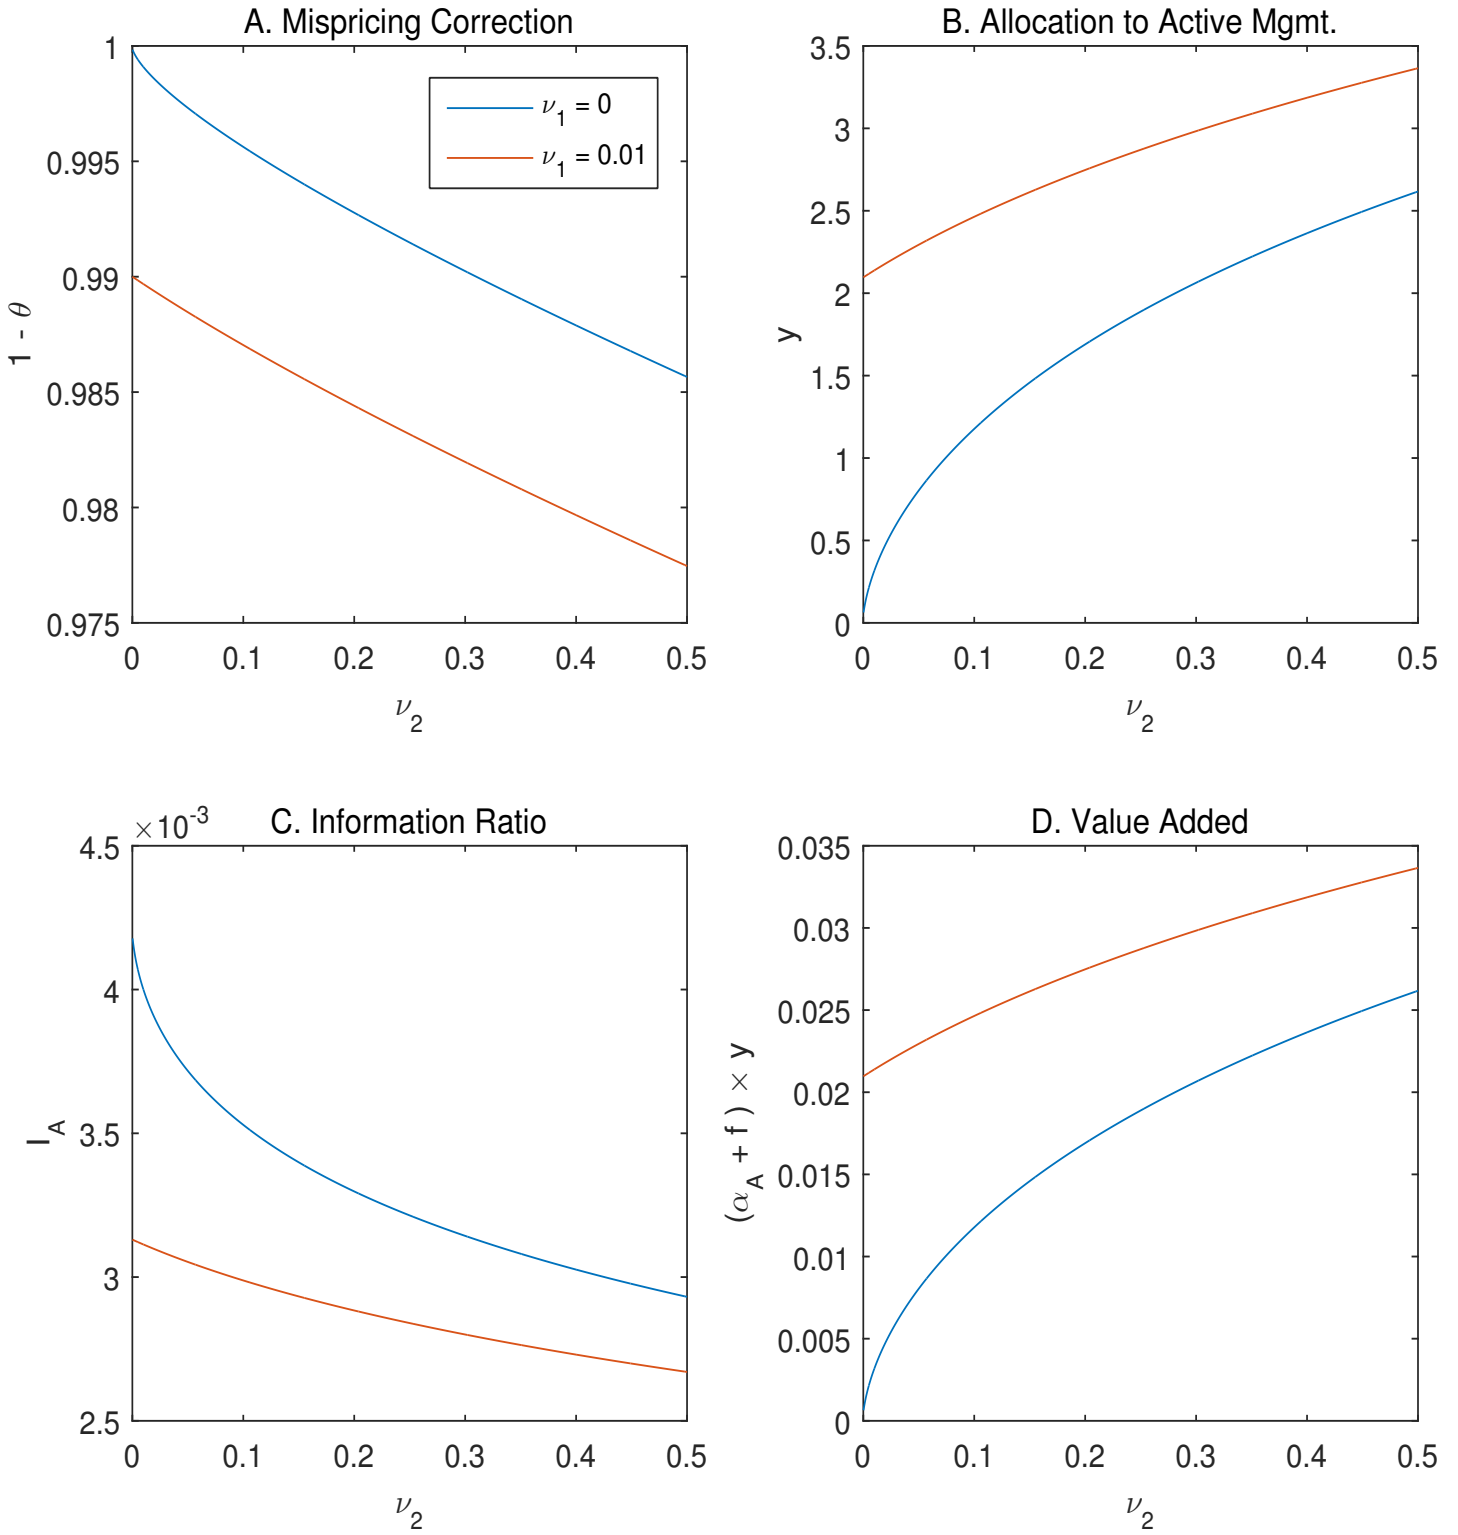 A. Mispricing Correction
1
0.995
0.99
0.985
0.98
0.975
1 - θ
ν1 = 0
ν1 = 0.01
0 0.1 0.2 0.3 0.4 0.5
ν2
B. Allocation to Active Mgmt.
3.5
3
2.5
2
1.5
1
0.5
0
y
0 0.1 0.2 0.3 0.4 0.5
ν2
C. Information Ratio
×10-3
4.5
4
3.5
3
2.5
IA
0 0.1 0.2 0.3 0.4 0.5
ν2
D. Value Added
0.035
0.03
0.025
0.02
0.015
0.01
0.005
0
(αA + f ) × y
0 0.1 0.2 0.3 0.4 0.5
ν2